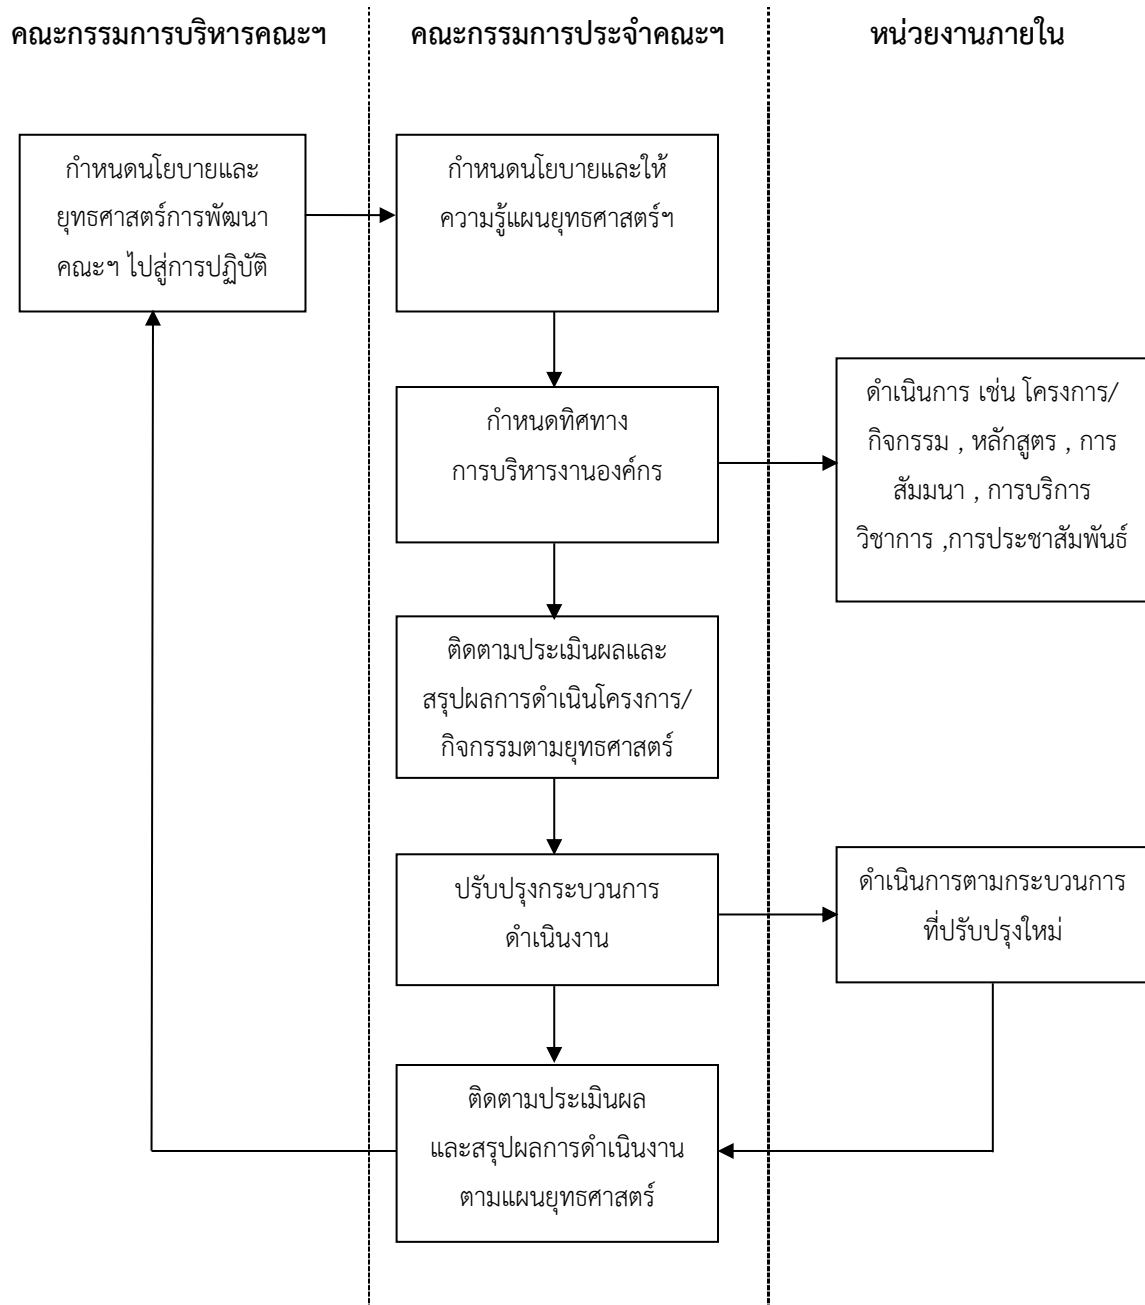 คณะกรรมการบริหารคณะฯ
คณะกรรมการประจำคณะฯ
หน่วยงานภายใน
กำหนดนโยบายและ
ยุทธศาสตร์การพัฒนา
คณะฯ ไปสู่การปฏิบัติ
กำหนดนโยบายและให้
ความรู้แผนยุทธศาสตร์ฯ
กำหนดทิศทาง
การบริหารงานองค์กร
ดำเนินการ เช่น โครงการ/
กิจกรรม , หลักสูตร , การ
สัมมนา , การบริการ
วิชาการ ,การประชาสัมพันธ์
ติดตามประเมินผลและ
สรุปผลการดำเนินโครงการ/
กิจกรรมตามยุทธศาสตร์
ปรับปรุงกระบวนการ
ดำเนินงาน
ดำเนินการตามกระบวนการ
ที่ปรับปรุงใหม่
ติดตามประเมินผล
และสรุปผลการดำเนินงาน
ตามแผนยุทธศาสตร์